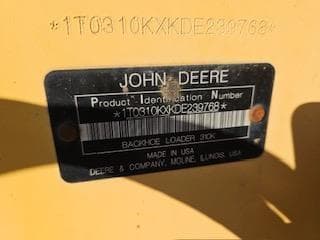 *1T0310KXKDE239768*
JOHN DEERE
Product Identification Number
*1T0310KXKDE239768*
BACKHOE LOADER 310K
MADE IN USA
DEERE & COMPANY, MOLINE, ILLINOIS, USA